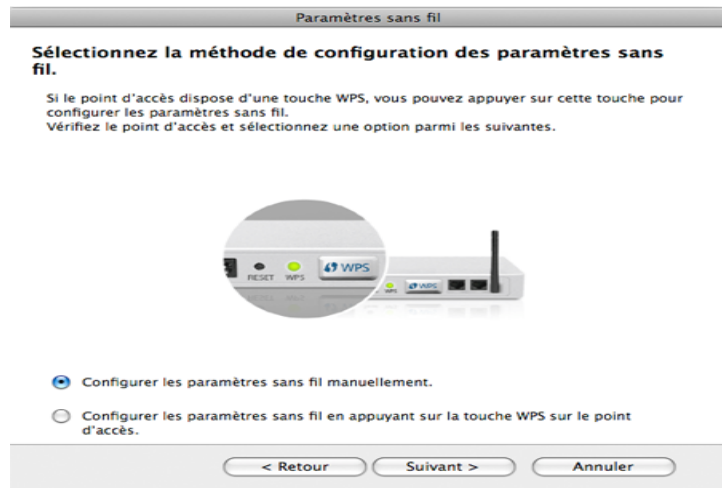 Paramètres sans fil
Sélectionnez la méthode de configuration des paramètres sans
fil.
Si le point d'accès dispose d'une touche WPS, vous pouvez appuyer sur cette touche pour
configurer les paramètres sans fil.
Vérifiez le point d'accès et sélectionnez une option parmi les suivantes.
RESET WPS WPS
WPS WPS
Configurer les paramètres sans fil manuellement.
Configurer les paramètres sans fil en appuyant sur la touche WPS sur le point
d'accès.
< Retour Suivant > Annuler